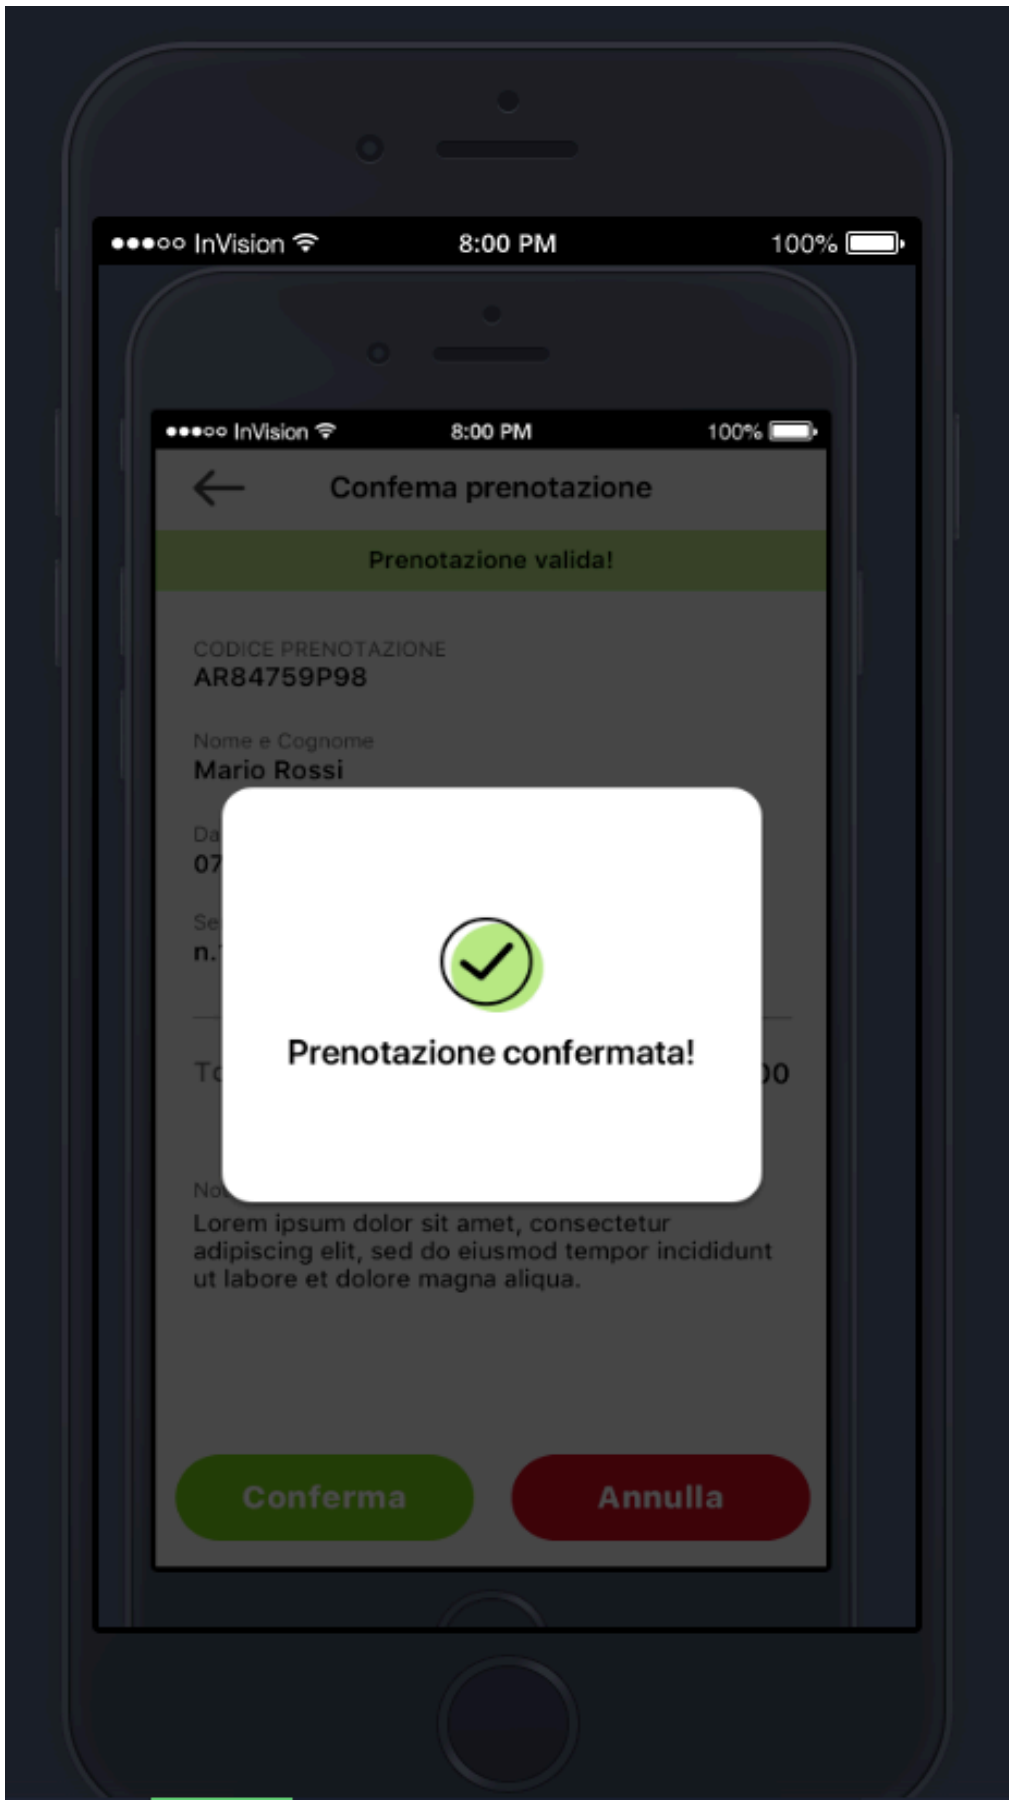 InVision
8:00 PM
100%
InVision
8:00 PM
100%
Confema prenotazione
Prenotazione valida!
CODICE PRENOTAZIONE
AR84759P98
Nome e Cognome
Mario Rossi
07
Prenotazione confermata!
Lorem ipsum dolor sit amet, consectetur
adipiscing elit, sed do eiusmod tempor incididunt
ut labore et dolore magna aliqua.
Conferma
Annulla